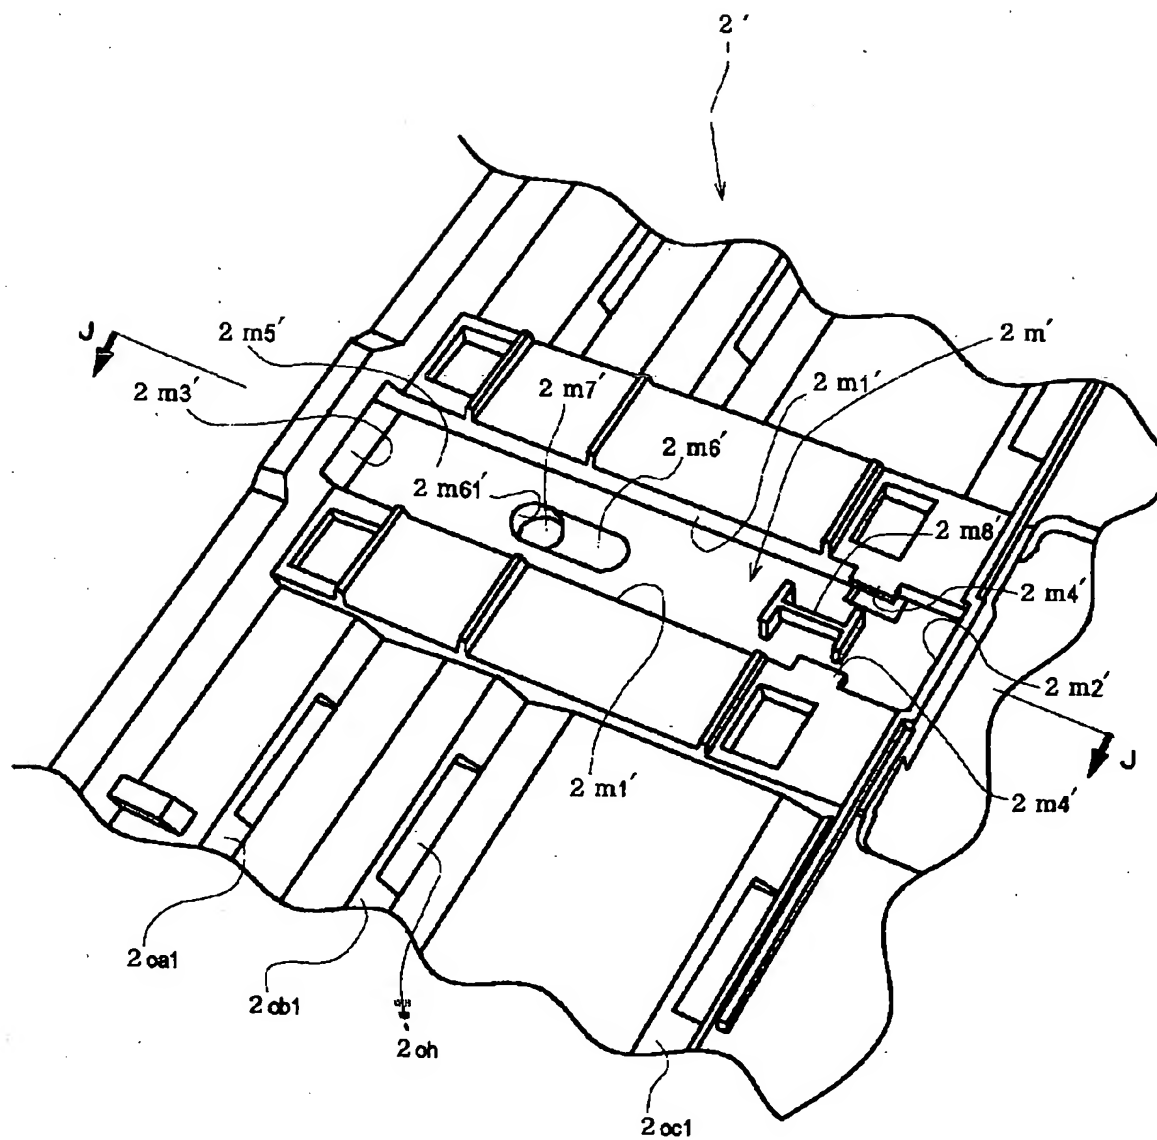 2 ′
J
2 m5′
2 m′
2 m3′
2 m7′
2 m1′
2 m6′
2 m61′
2 m8′
2 m4′
2 m2′
J
2 m1′
2 m4′
2 oa1
2 ob1
2 oh
2 oc1